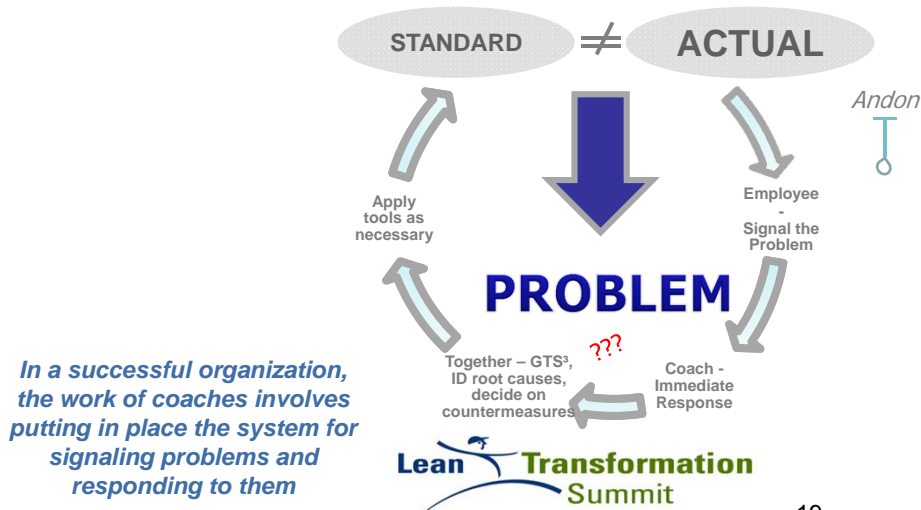 STANDARD
≠
ACTUAL
Andon
Employee
-
Signal the
Problem
Apply
tools as
necessary
PROBLEM
???
Together – GTS³,
ID root causes,
decide on
countermeasures
Coach -
Immediate
Response
In a successful organization,
the work of coaches involves
putting in place the system for
signaling problems and
responding to them
Lean Transformation
Summit